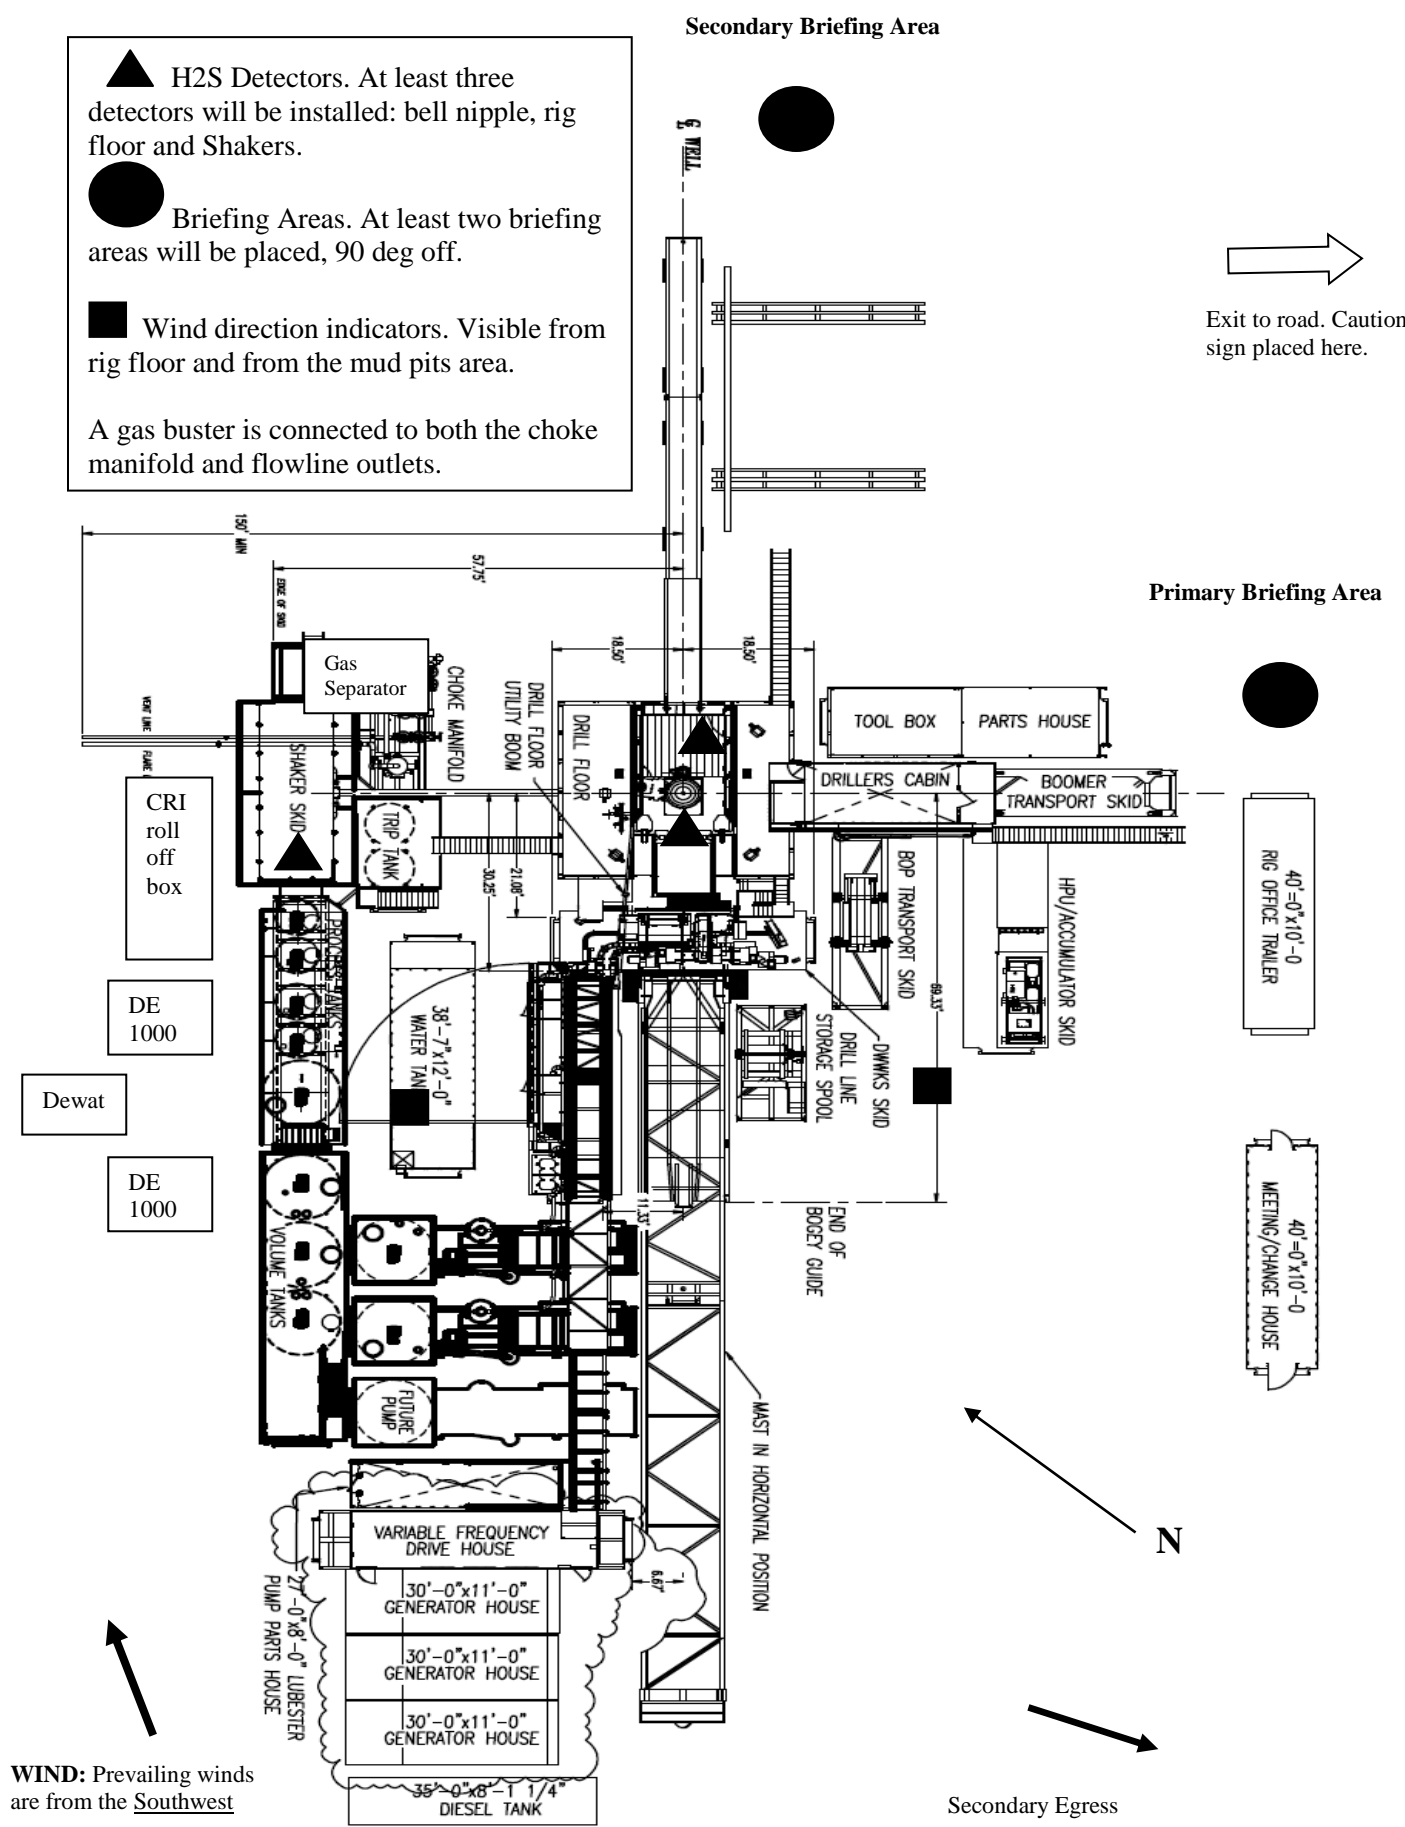 Secondary Briefing Area
H2S Detectors. At least three
detectors will be installed: bell nipple, rig
floor and Shakers.
Briefing Areas. At least two briefing
areas will be placed, 90 deg off.
Wind direction indicators. Visible from
rig floor and from the mud pits area.
A gas buster is connected to both the choke
manifold and flowline outlets.
℄ WELL
Exit to road. Caution
sign placed here.
150' MIN
57.75'
EDGE OF SKID
Primary Briefing Area
18.50'
18.50'
Gas
Separator
CHOKE MANIFOLD
DRILL FLOOR
UTILITY BOOM
DRILL FLOOR
TOOL BOX
PARTS HOUSE
VENT LINE
SHAKER SKID
DRILLERS CABIN
BOOMER
TRANSPORT SKID
CRI
roll
off
box
TRIP TANK
30.25'
21.08'
BOP TRANSPORT SKID
HPU/ACCUMULATOR SKID
40'=0"x10'-0
RIG OFFICE TRAILER
PROCESS TANKS
DE
1000
38'-7"x12'-0"
WATER TANK
69.33'
DWWKS SKID
DRILL LINE
STORAGE SPOOL
Dewat
DE
1000
VOLUME TANKS
11.33'
END OF
BOGEY GUIDE
40'=0"x10'-0
MEETING/CHANGE HOUSE
FUTURE
PUMP
MAST IN HORIZONTAL POSITION
N
VARIABLE FREQUENCY
DRIVE HOUSE
6.67'
27'-0"x8'-0" LUBESTER
PUMP PARTS HOUSE
30'-0"x11'-0"
GENERATOR HOUSE
30'-0"x11'-0"
GENERATOR HOUSE
30'-0"x11'-0"
GENERATOR HOUSE
WIND: Prevailing winds
are from the Southwest
35'-0"x8'-1 1/4"
DIESEL TANK
Secondary Egress